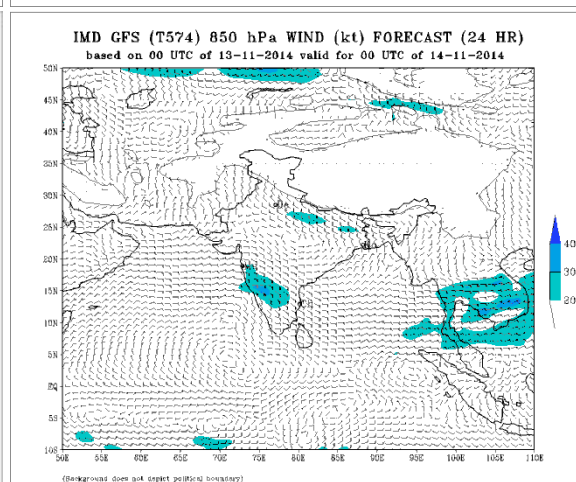 IMD GFS (T574) 850 hPa WIND (kt) FORECAST (24 HR)
based on 00 UTC of 13-11-2014 valid for 00 UTC of 14-11-2014
50N
45N
40N
35N
30N
25N
20N
15N
10N
5N
EQ
5S
10S
50E 55E 60E 65E 70E 75E 80E 85E 90E 95E 100E 105E 110E
40
30
20
(Background does not depict political boundary)